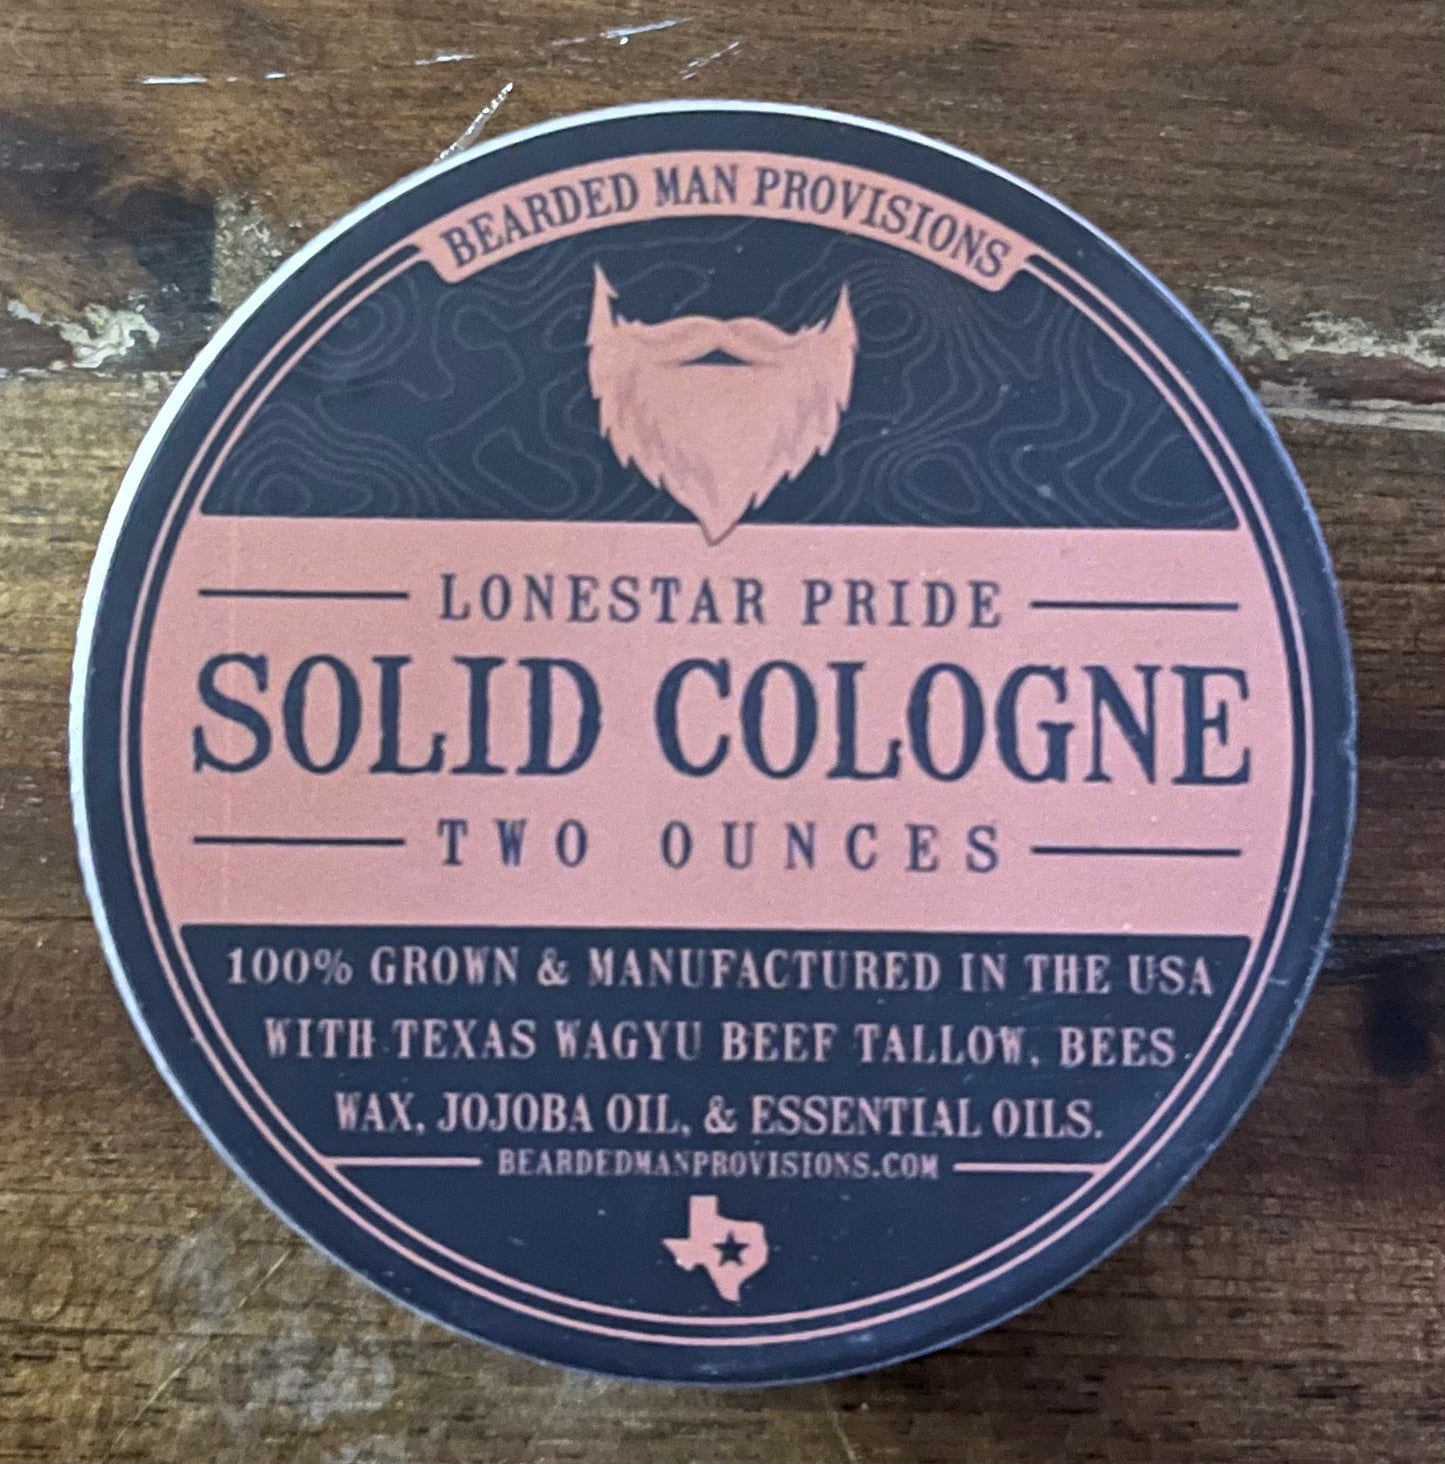 BEARDED MAN PROVISIONS
LONESTAR PRIDE
SOLID COLOGNE
TWO OUNCES
100% GROWN & MANUFACTURED IN THE USA
WITH TEXAS WAGYU BEEF TALLOW, BEES
WAX, JOJOBA OIL, & ESSENTIAL OILS.
BEARDEDMANPROVISIONS.COM